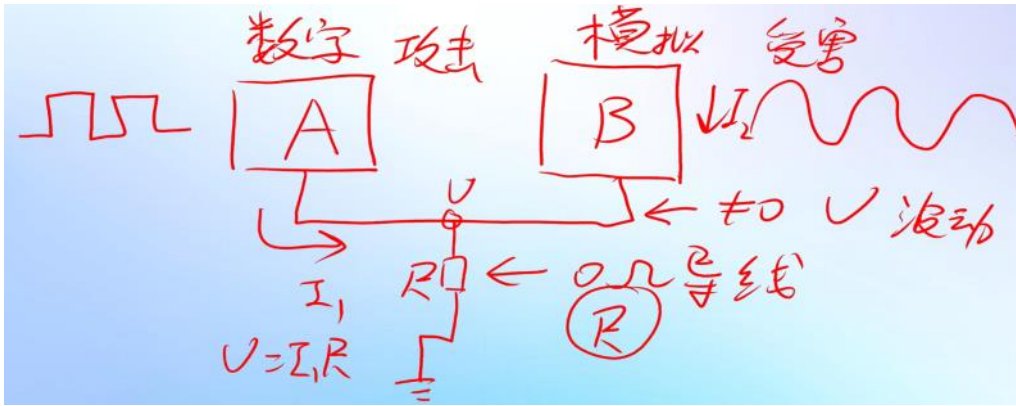 数字 攻击 模拟 受害
A B ↓I₂
U
← ≠0 U 波动
I₁ R ← 0Ω 导线
R
U=I₁R